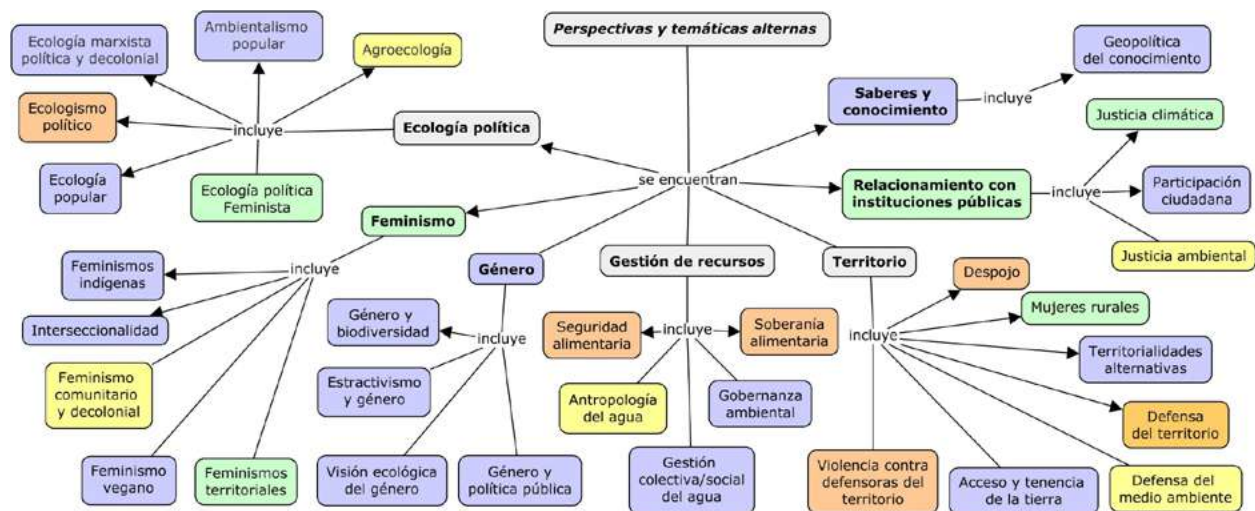 Perspectivas y temáticas alternas
Ecología marxista
política y decolonial
Ambientalismo
popular
Agroecología
Ecologismo
político
incluye
Ecología política
Ecología
popular
Ecología política
Feminista
Saberes y
conocimiento
incluye
Geopolítica
del conocimiento
se encuentran
Relacionamiento con
instituciones públicas
incluye
Justicia climática
Participación
ciudadana
Justicia ambiental
Feminismo
incluye
Feminismos
indígenas
Interseccionalidad
Feminismo
comunitario
y decolonial
Feminismo
vegano
Feminismos
territoriales
Género
Género y
biodiversidad
incluye
Estractivismo
y género
Visión ecológica
del género
Género y
política pública
Gestión de recursos
Seguridad
alimentaria
incluye
Soberanía
alimentaria
Antropología
del agua
Gobernanza
ambiental
Gestión
colectiva/social
del agua
Territorio
incluye
Despojo
Mujeres rurales
Territorialidades
alternativas
Defensa
del territorio
Violencia contra
defensoras del
territorio
Acceso y tenencia
de la tierra
Defensa del
medio ambiente